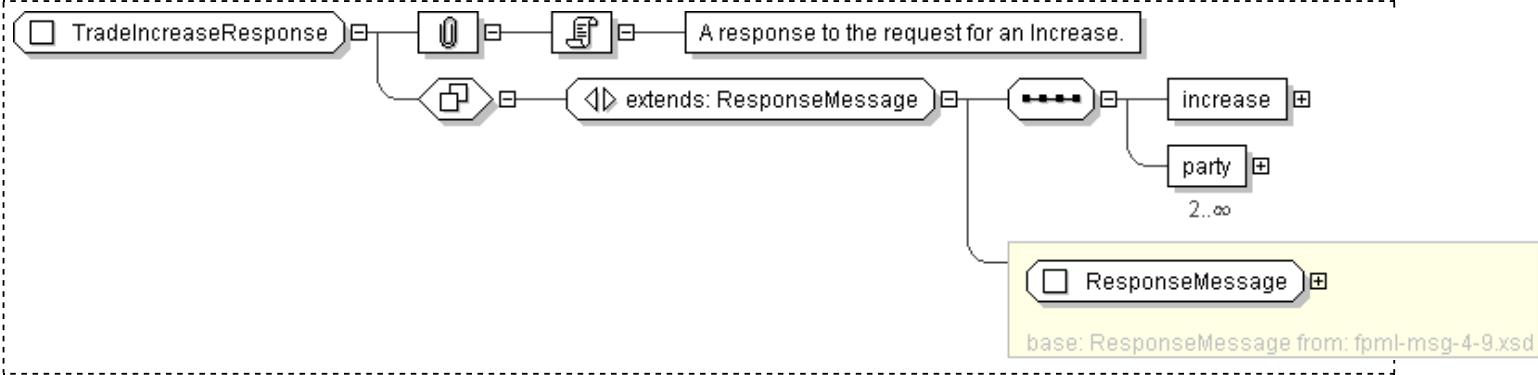 TradeIncreaseResponse
A response to the request for an Increase.
extends: ResponseMessage
increase
party
2..∞
ResponseMessage
base: ResponseMessage from: fpml-msg-4-9.xsd